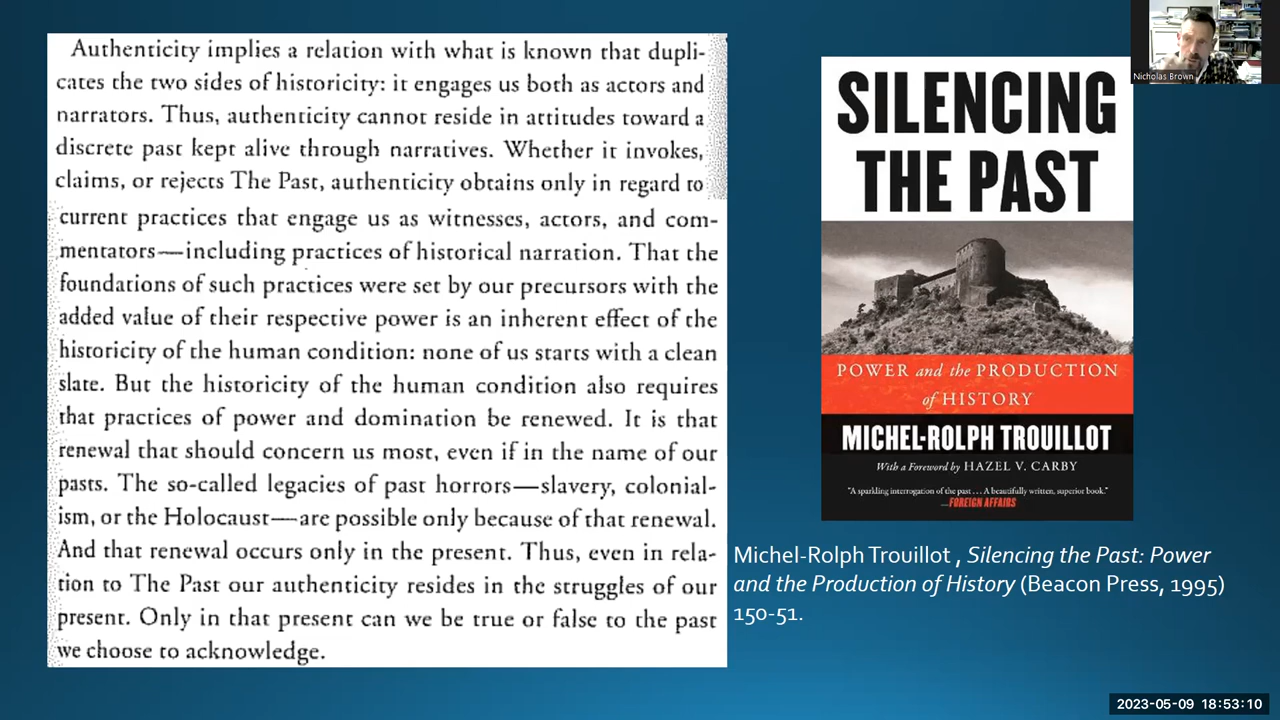 Authenticity implies a relation with what is known that dupli-
cates the two sides of historicity: it engages us both as actors and
narrators. Thus, authenticity cannot reside in attitudes toward a
discrete past kept alive through narratives. Whether it invokes,
claims, or rejects The Past, authenticity obtains only in regard to
current practices that engage us as witnesses, actors, and com-
mentators—including practices of historical narration. That the
foundations of such practices were set by our precursors with the
added value of their respective power is an inherent effect of the
historicity of the human condition: none of us starts with a clean
slate. But the historicity of the human condition also requires
that practices of power and domination be renewed. It is that
renewal that should concern us most, even if in the name of our
pasts. The so-called legacies of past horrors—slavery, colonial-
ism, or the Holocaust—are possible only because of that renewal.
And that renewal occurs only in the present. Thus, even in rela-
tion to The Past our authenticity resides in the struggles of our
present. Only in that present can we be true or false to the past
we choose to acknowledge.
SILENCING
THE PAST
POWER and the PRODUCTION
of HISTORY
MICHEL-ROLPH TROUILLOT
With a Foreword by HAZEL V. CARBY
"A sparkling interrogation of the past . . . A beautifully written, superior book."
—FOREIGN AFFAIRS
Michel-Rolph Trouillot , Silencing the Past: Power
and the Production of History (Beacon Press, 1995)
150-51.
Nicholas Brown
2023-05-09 18:53:10